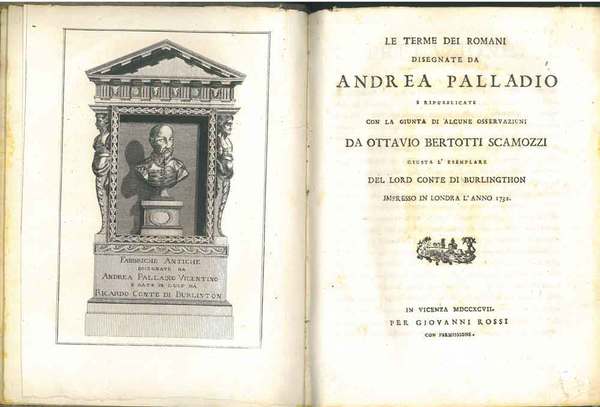 FABBRICHE ANTICHE
DISEGNATE DA
ANDREA PALLADIO VICENTINO
E DATE IN LUCE DA
RICARDO CONTE DI BURLINTON
LE TERME DEI ROMANI
DISEGNATE DA
ANDREA PALLADIO
E RIPUBBLICATE
CON LA GIUNTA DI ALCUNE OSSERVAZIONI
DA OTTAVIO BERTOTTI SCAMOZZI
GIUSTA L' ESEMPLARE
DEL LORD CONTE DI BURLINGTHON
IMPRESSO IN LONDRA L' ANNO 1732.
IN VICENZA MDCCXCVII.
PER GIOVANNI ROSSI
CON PERMISSIONE.